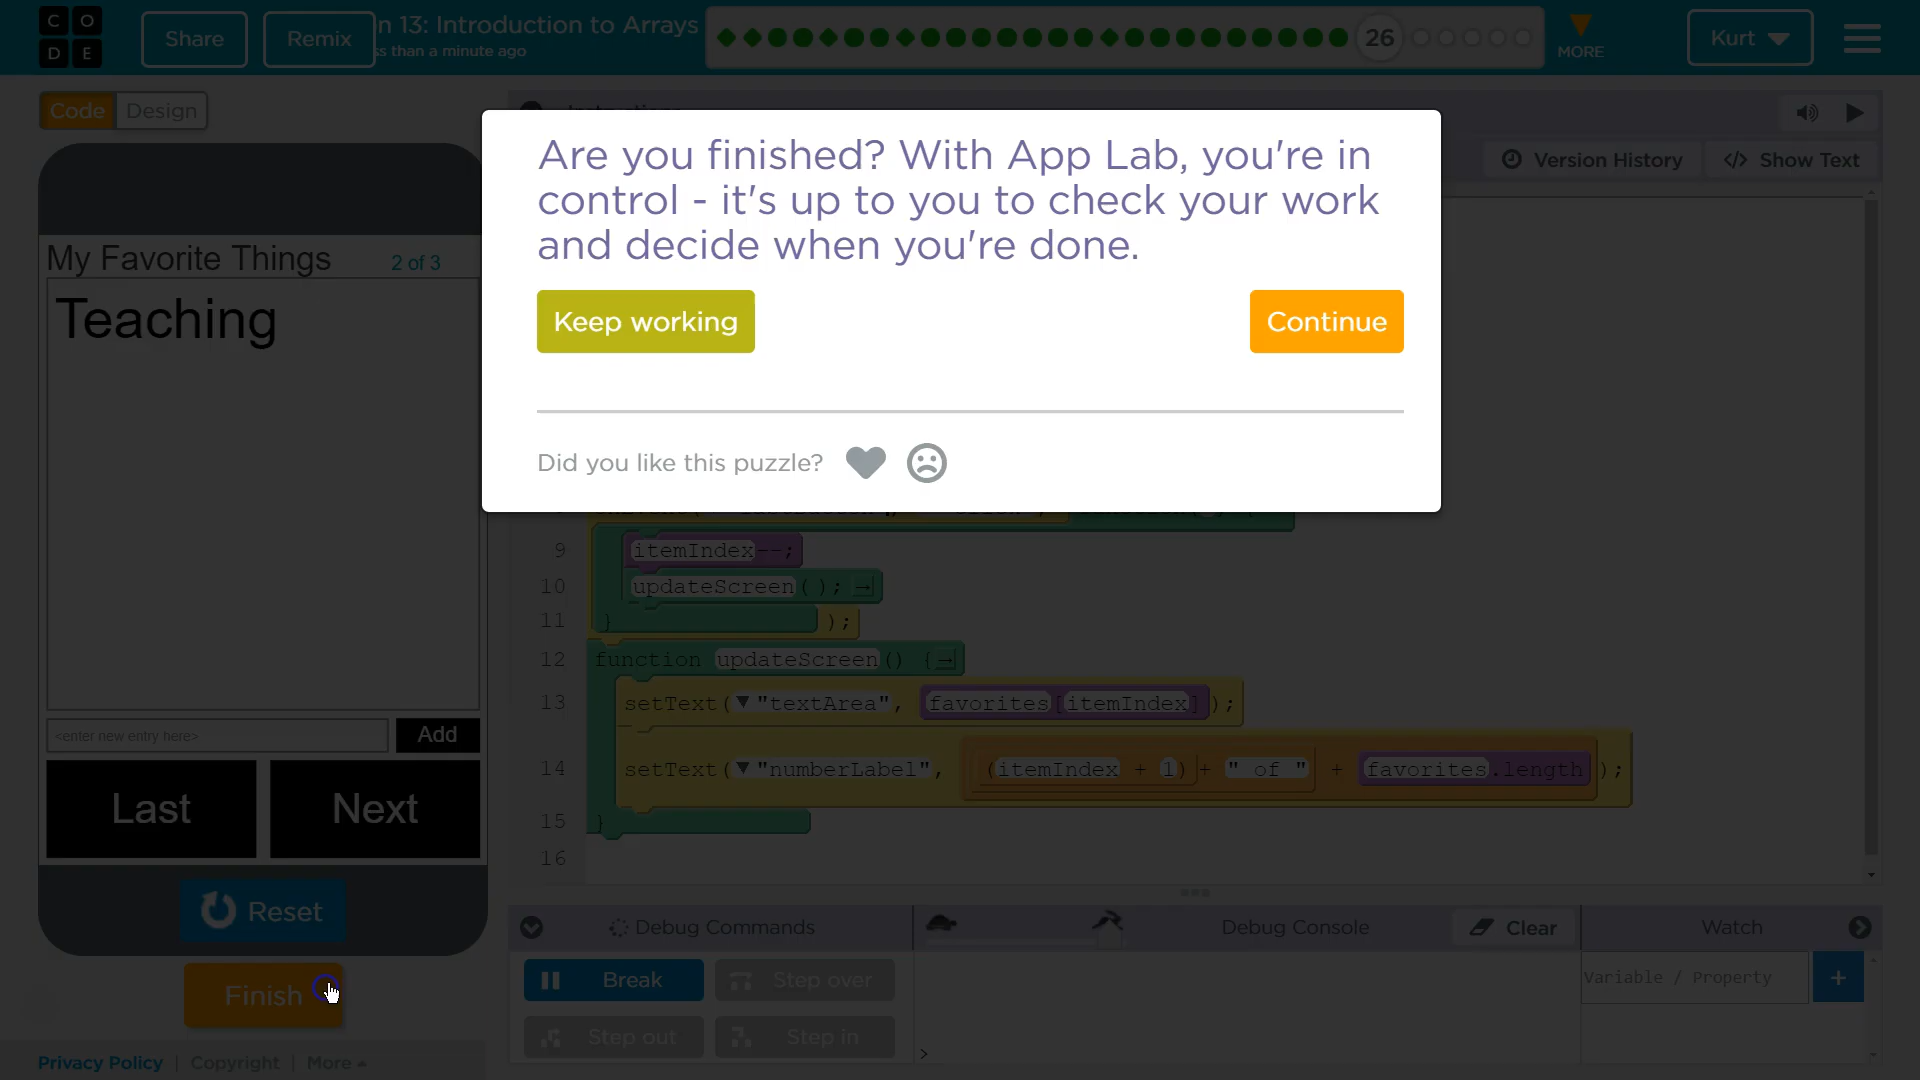 C O
D E
Share
Remix
n 13: Introduction to Arrays
ss than a minute ago
26
MORE
Kurt
Code
Design
Version History
</> Show Text
Are you finished? With App Lab, you're in
control - it's up to you to check your work
and decide when you're done.
Keep working
Continue
Did you like this puzzle?
My Favorite Things
2 of 3
Teaching
<enter new entry here>
Add
Last
Next
Reset
Finish
9 itemIndex--;
10 updateScreen();
11 } );
12 function updateScreen() {
13 setText( "textArea", favorites[itemIndex]);
14 setText( "numberLabel", (itemIndex + 1) + " of " + favorites.length);
15 }
16
Debug Commands
Debug Console
Clear
Watch
Break
Step over
Step out
Step in
Variable / Property
+
>
Privacy Policy | Copyright | More